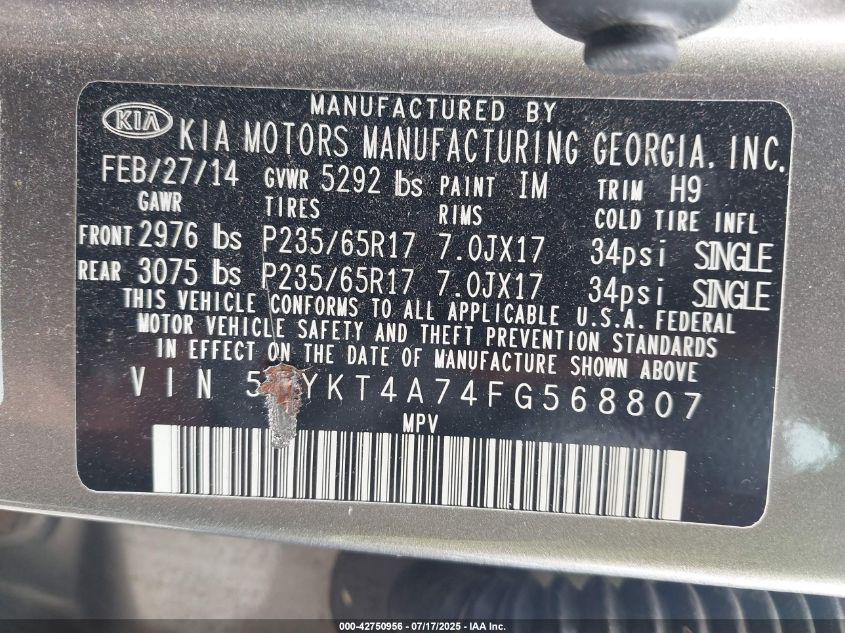 MANUFACTURED BY
KIA KIA MOTORS MANUFACTURING GEORGIA, INC.
FEB/27/14 GVWR 5292 lbs PAINT IM TRIM H9
GAWR TIRES RIMS COLD TIRE INFL
FRONT 2976 lbs P235/65R17 7.0JX17 34psi SINGLE
REAR 3075 lbs P235/65R17 7.0JX17 34psi SINGLE
THIS VEHICLE CONFORMS TO ALL APPLICABLE U.S.A. FEDERAL
MOTOR VEHICLE SAFETY AND THEFT PREVENTION STANDARDS
IN EFFECT ON THE DATE OF MANUFACTURE SHOWN ABOVE
VIN
MPV
000-42750956 - 07/17/2025 - IAA Inc.